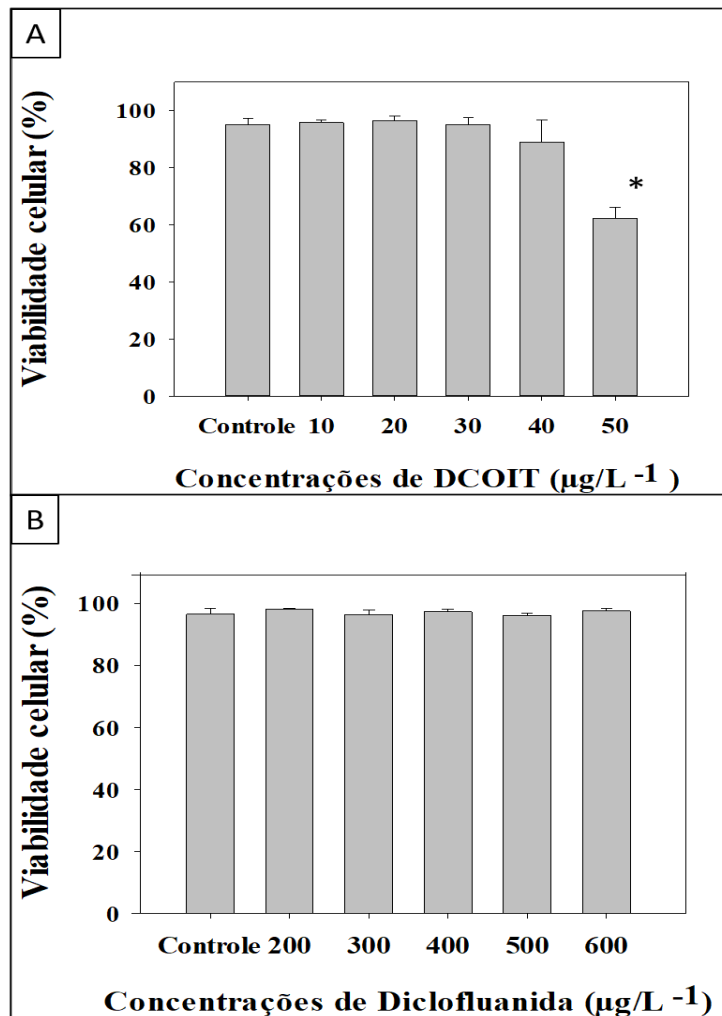 A
Viabilidade celular (%)
100
80
60
40
20
0
*
Controle 10 20 30 40 50
Concentrações de DCOIT (µg/L -1 )
B
Viabilidade celular (%)
100
80
60
40
20
0
Controle 200 300 400 500 600
Concentrações de Diclofluanida (µg/L -1)